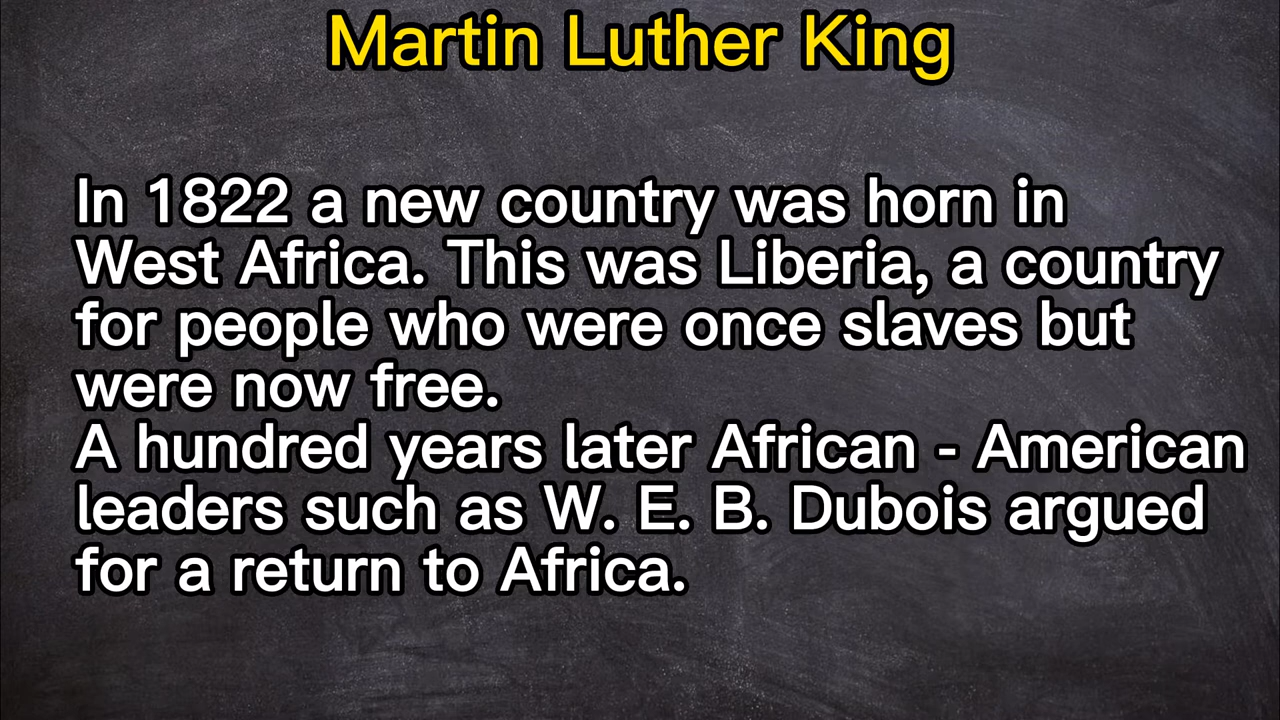 Martin Luther King
In 1822 a new country was horn in
West Africa. This was Liberia, a country
for people who were once slaves but
were now free.
A hundred years later African - American
leaders such as W. E. B. Dubois argued
for a return to Africa.